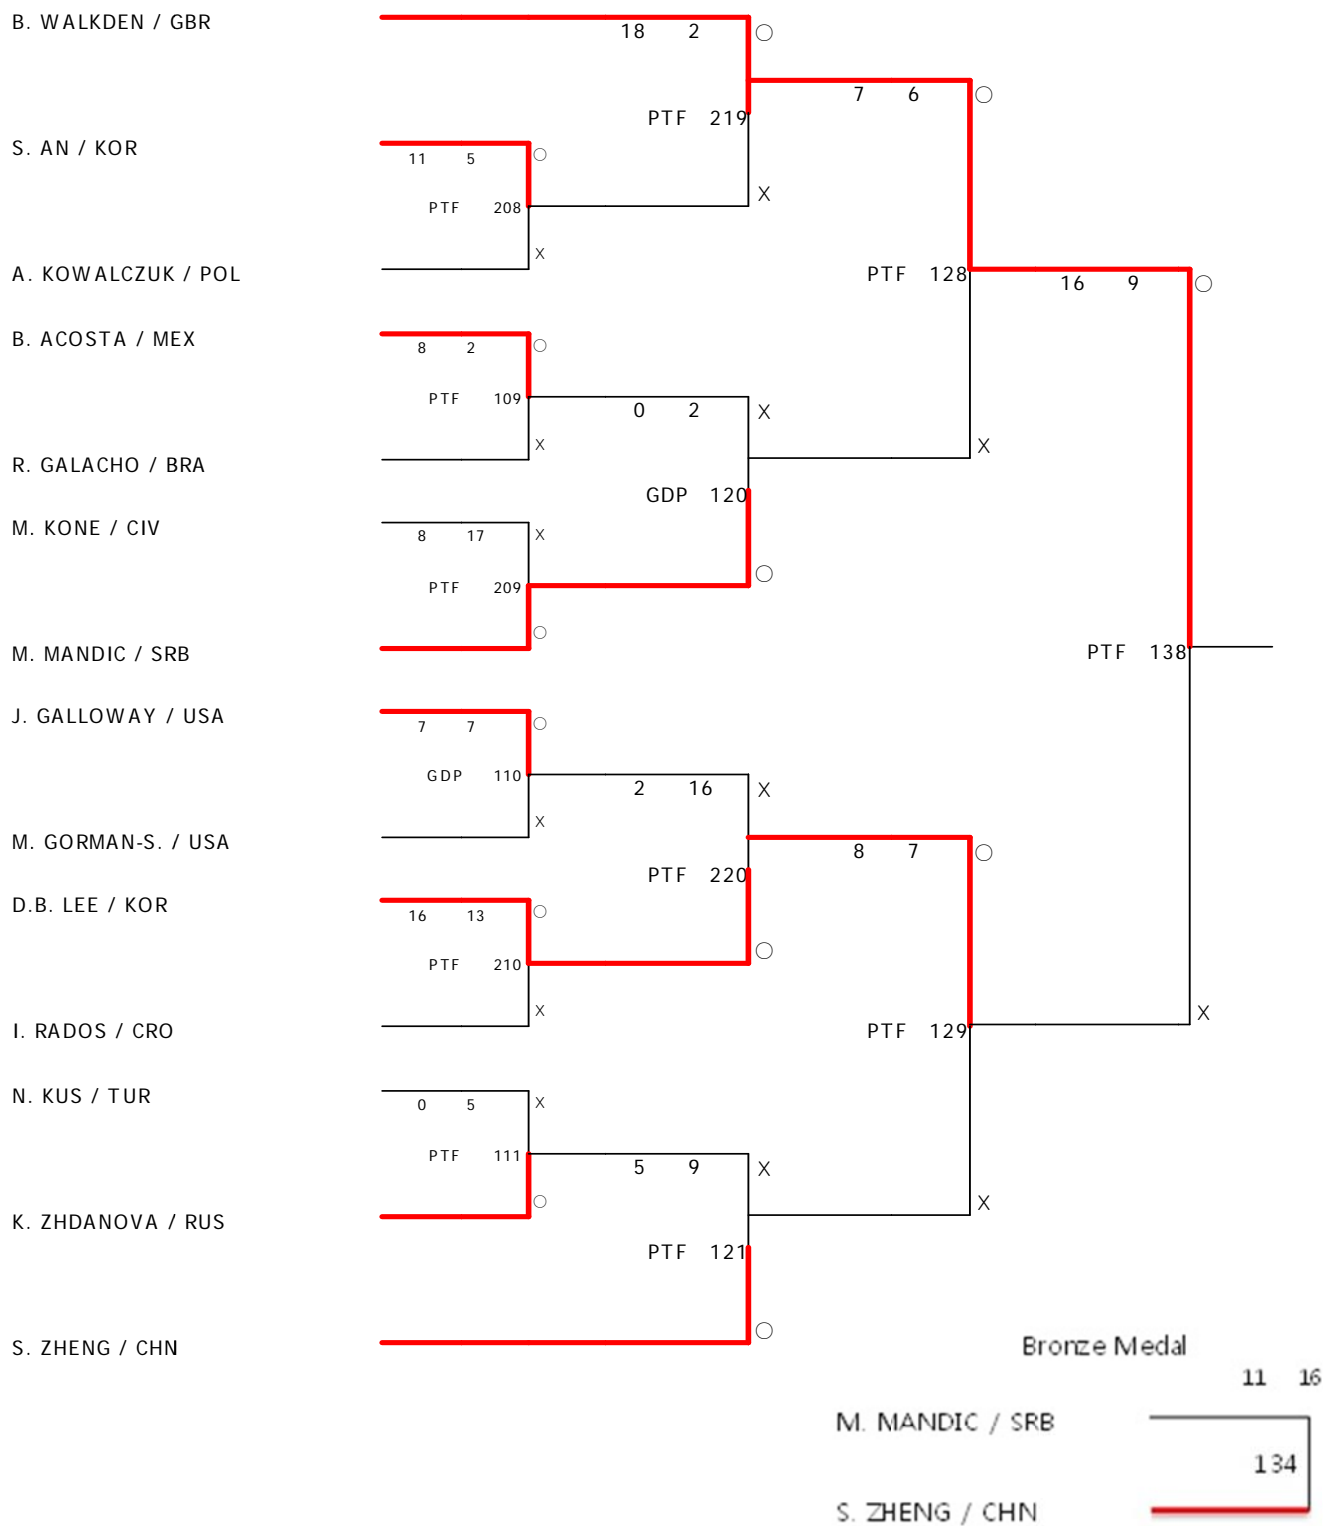 B. WALKDEN / GBR
18 2 ○
7 6 ○
PTF 219
S. AN / KOR
11 5 ○
X
PTF 208
X
A. KOWALCZUK / POL
PTF 128
16 9 ○
B. ACOSTA / MEX
8 2 ○
PTF 109
0 2 X
X
X
R. GALACHO / BRA
GDP 120
M. KONE / CIV
8 17 X
○
PTF 209
○
M. MANDIC / SRB
PTF 138
J. GALLOWAY / USA
7 7 ○
GDP 110
2 16 X
X
M. GORMAN-S. / USA
8 7 ○
PTF 220
D.B. LEE / KOR
16 13 ○
○
PTF 210
X
X
I. RADOS / CRO
PTF 129
N. KUS / TUR
0 5 X
PTF 111
5 9 X
○
X
K. ZHDANOVA / RUS
PTF 121
○
S. ZHENG / CHN
Bronze Medal
11 16
M. MANDIC / SRB
134
S. ZHENG / CHN